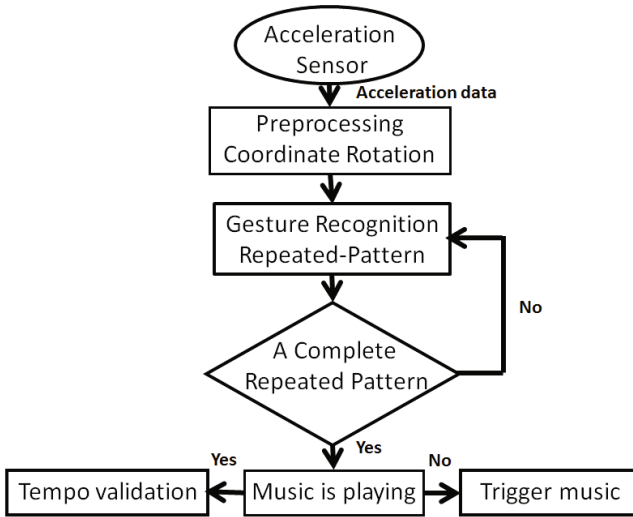 Acceleration
Sensor
Acceleration data
Preprocessing
Coordinate Rotation
Gesture Recognition
Repeated-Pattern
No
A Complete
Repeated Pattern
Yes
Yes
No
Tempo validation
Music is playing
Trigger music